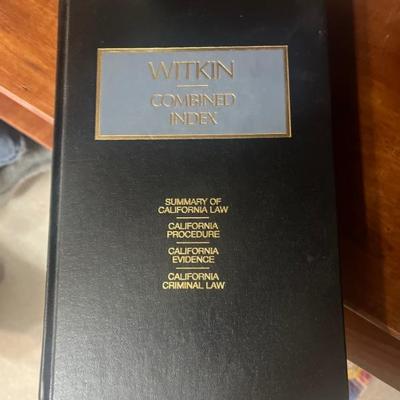 WITKIN
COMBINED
INDEX
SUMMARY OF
CALIFORNIA LAW
CALIFORNIA
PROCEDURE
CALIFORNIA
EVIDENCE
CALIFORNIA
CRIMINAL LAW